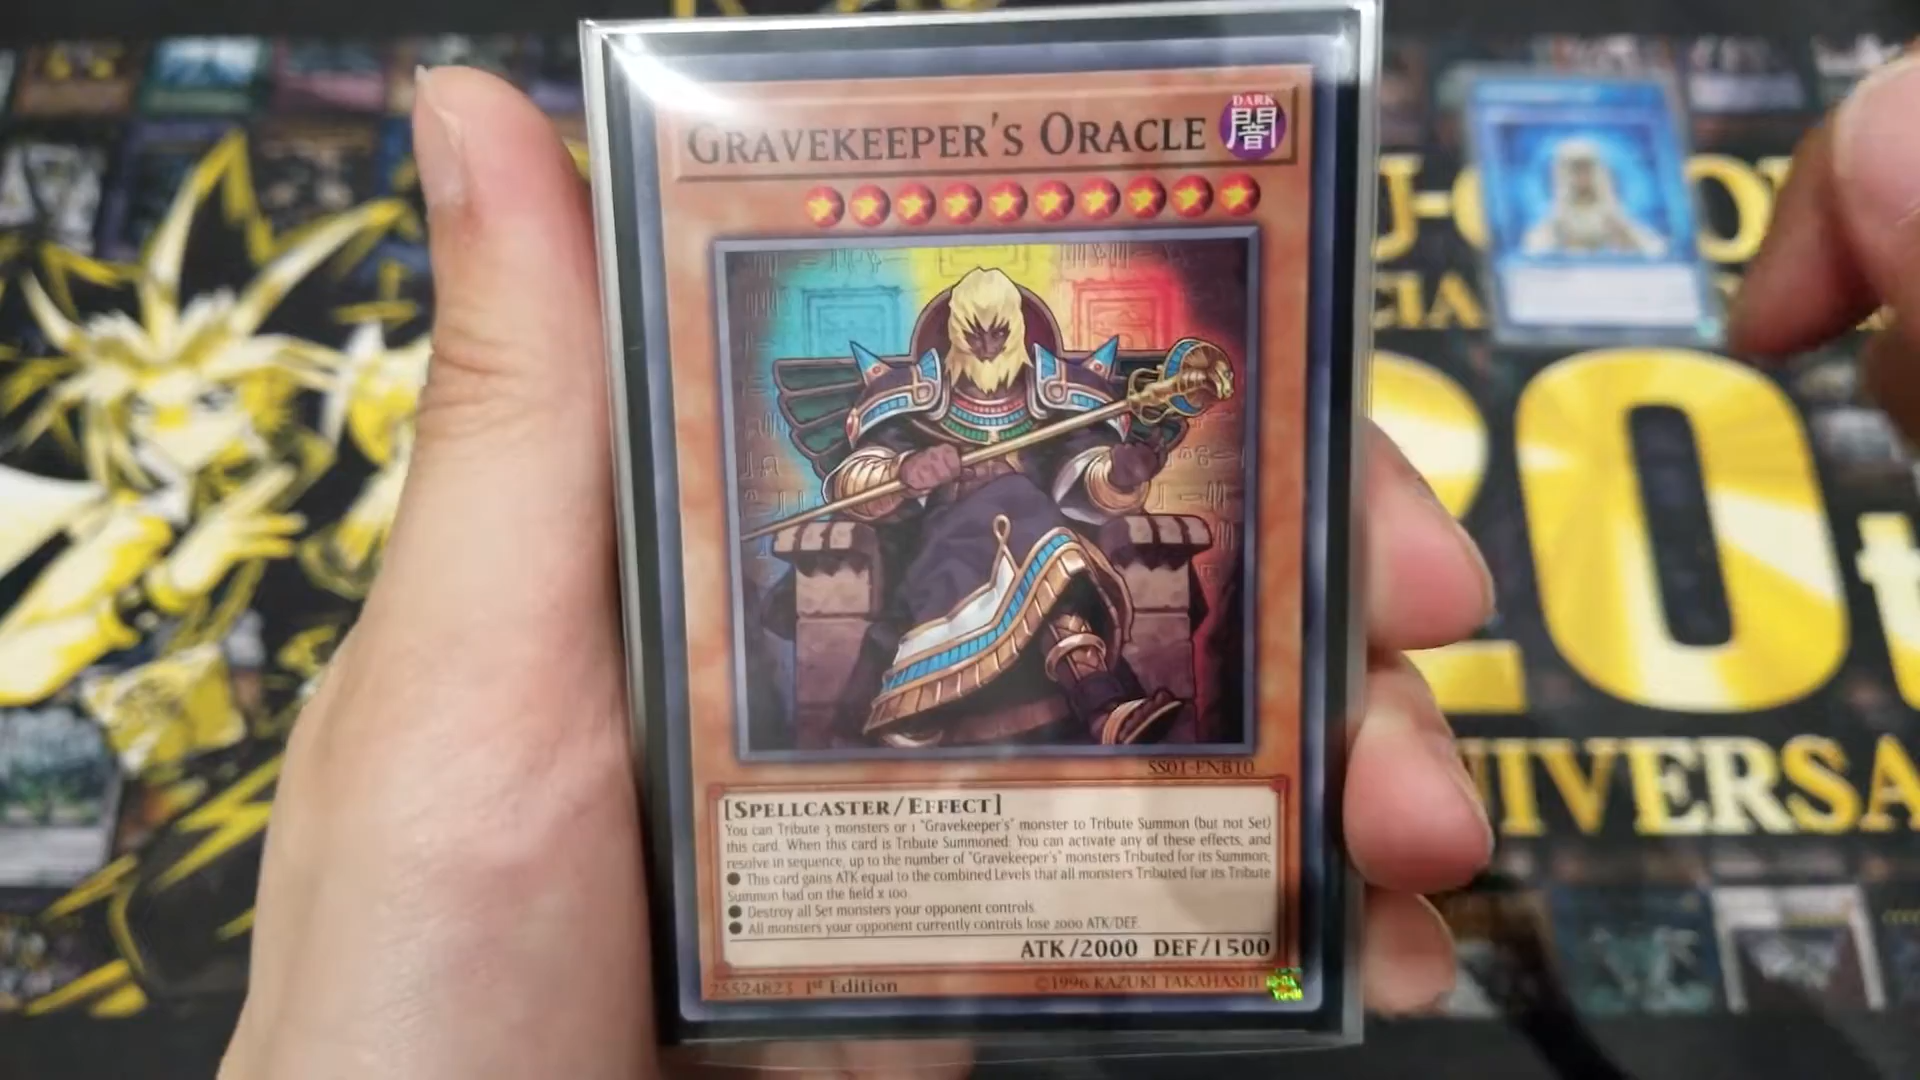 GRAVEKEEPER'S ORACLE
DARK
闇
SS01-ENB10
[SPELLCASTER/EFFECT]
You can Tribute 3 monsters or 1 "Gravekeeper's" monster to Tribute Summon (but not Set)
this card. When this card is Tribute Summoned: You can activate any of these effects, and
resolve in sequence, up to the number of "Gravekeeper's" monsters Tributed for its Summon;
● This card gains ATK equal to the combined Levels that all monsters Tributed for its Tribute
Summon had on the field x 100.
● Destroy all Set monsters your opponent controls.
● All monsters your opponent currently controls lose 2000 ATK/DEF.
ATK/2000 DEF/1500
25524823 1st Edition
©1996 KAZUKI TAKAHASHI
20t
NIVERSA